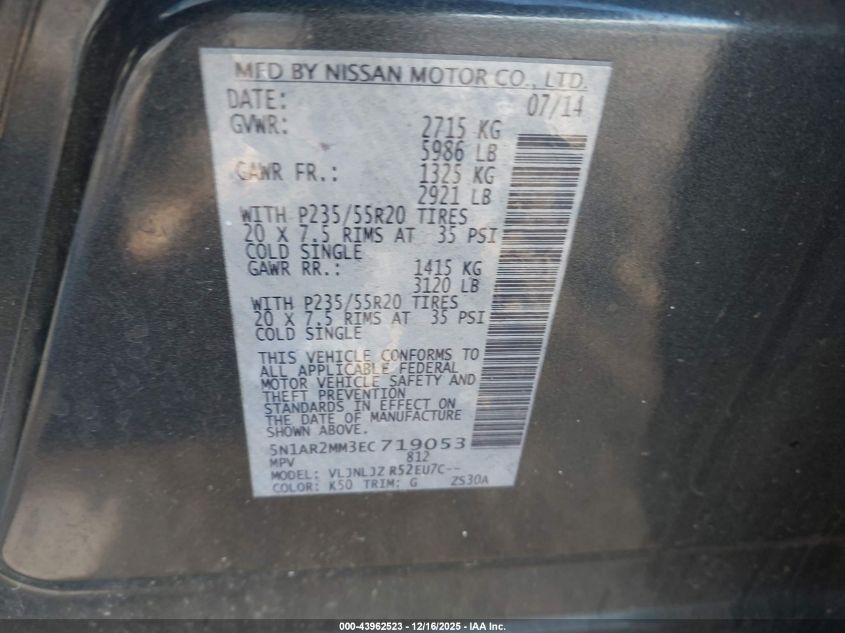 MFD BY NISSAN MOTOR CO., LTD.
DATE: 07/14
GVWR: 2715 KG
5986 LB
GAWR FR.: 1325 KG
2921 LB
WITH P235/55R20 TIRES
20 X 7.5 RIMS AT 35 PSI
COLD SINGLE
GAWR RR.: 1415 KG
3120 LB
WITH P235/55R20 TIRES
20 X 7.5 RIMS AT 35 PSI
COLD SINGLE
THIS VEHICLE CONFORMS TO
ALL APPLICABLE FEDERAL
MOTOR VEHICLE SAFETY AND
THEFT PREVENTION
STANDARDS IN EFFECT ON
THE DATE OF MANUFACTURE
SHOWN ABOVE.
5N1AR2MM3EC719053
MPV 812
MODEL: VLJNLJZ R52EU7C--
COLOR: K50 TRIM: G ZS30A
000-43962523 - 12/16/2025 - IAA Inc.